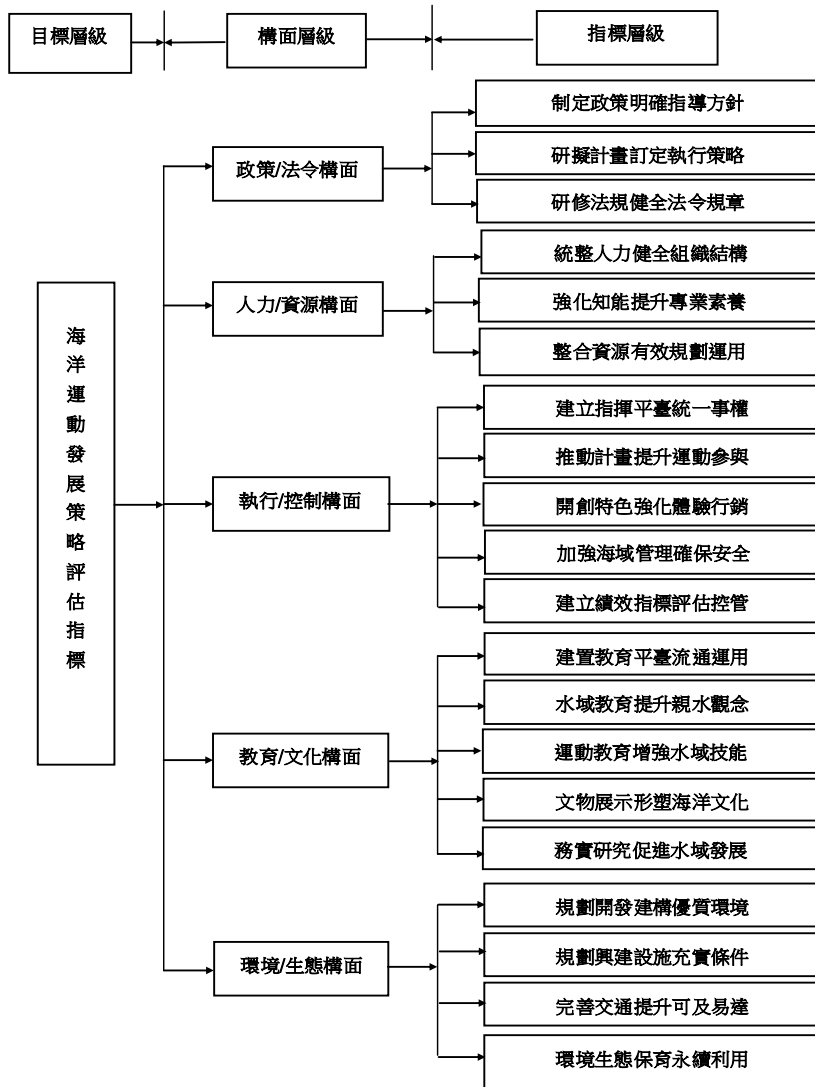 目標層級
構面層級
指標層級
海洋運動發展策略評估指標
政策/法令構面
制定政策明確指導方針
研擬計畫訂定執行策略
研修法規健全法令規章
人力/資源構面
統整人力健全組織結構
強化知能提升專業素養
整合資源有效規劃運用
執行/控制構面
建立指揮平臺統一事權
推動計畫提升運動參與
開創特色強化體驗行銷
加強海域管理確保安全
建立績效指標評估控管
教育/文化構面
建置教育平臺流通運用
水域教育提升親水觀念
運動教育增強水域技能
文物展示形塑海洋文化
務實研究促進水域發展
環境/生態構面
規劃開發建構優質環境
規劃興建設施充實條件
完善交通提升可及易達
環境生態保育永續利用